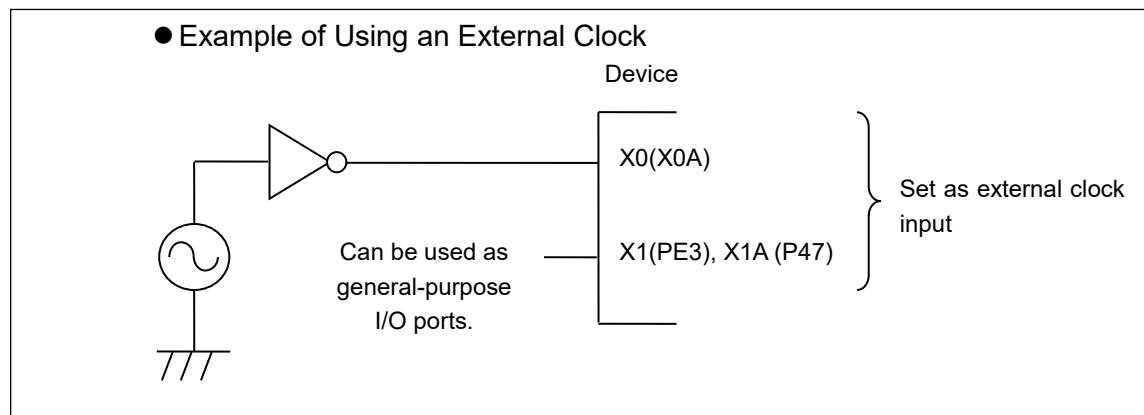 ● Example of Using an External Clock
Device
X0(X0A)
Set as external clock
input
Can be used as
general-purpose
I/O ports.
X1(PE3), X1A (P47)